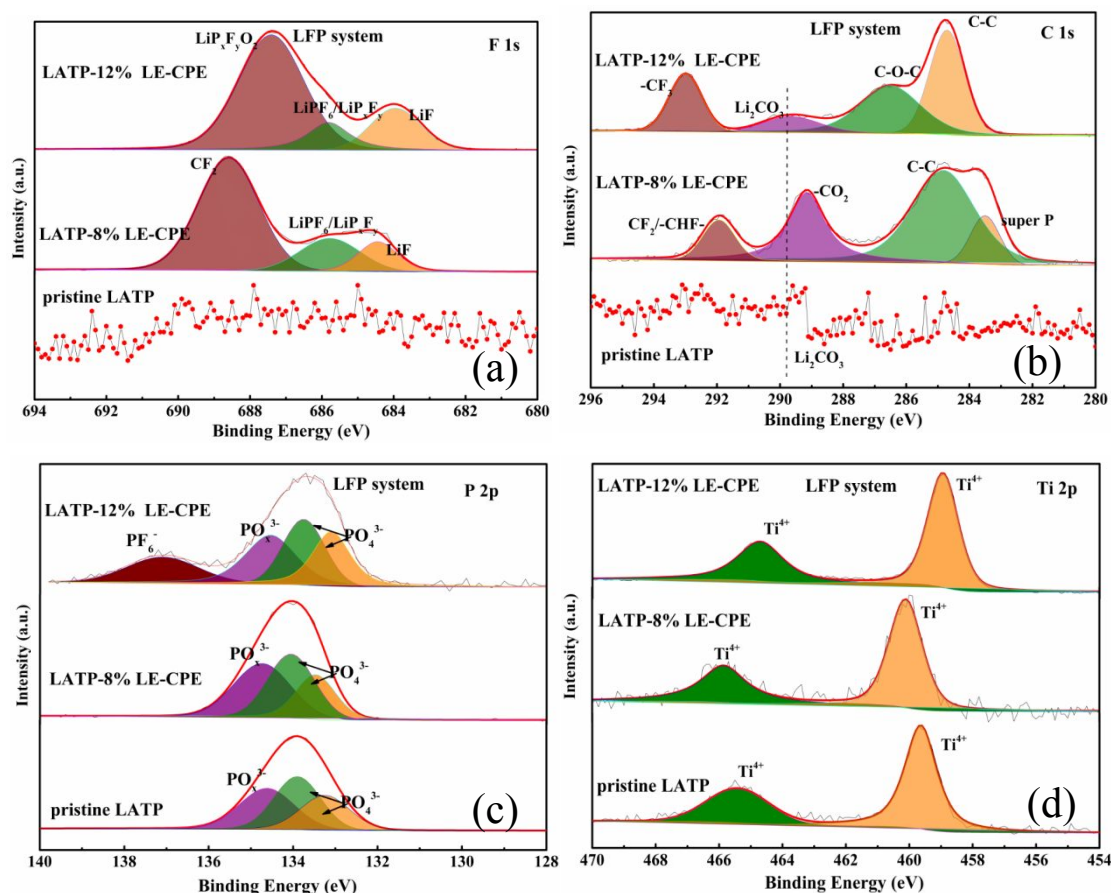 LiPxFyO2 LFP system F 1s
LATP-12% LE-CPE
LiPF6/LiPxFy LiF
CF2
LATP-8% LE-CPE
LiPF6/LiPxFy
LiF
pristine LATP
(a)
694 692 690 688 686 684 682 680
Binding Energy (eV)
Intensity (a.u.)
C-C
LFP system C 1s
LATP-12% LE-CPE
-CF3 Li2CO3 C-O-C
LATP-8% LE-CPE C-C
-CO2
CF2/-CHF- super P
pristine LATP Li2CO3
(b)
296 294 292 290 288 286 284 282 280
Binding Energy (eV)
Intensity (a.u.)
LFP system P 2p
LATP-12% LE-CPE
PF6- POx3- PO43-
LATP-8% LE-CPE POx3- PO43-
pristine LATP POx3- PO43-
(c)
140 138 136 134 132 130 128
Binding Energy (eV)
Intensity (a.u.)
LATP-12% LE-CPE LFP system Ti4+ Ti 2p
Ti4+
LATP-8% LE-CPE Ti4+
Ti4+
pristine LATP Ti4+ Ti4+
(d)
470 468 466 464 462 460 458 456 454
Binding Energy (eV)
Intensity (a.u.)